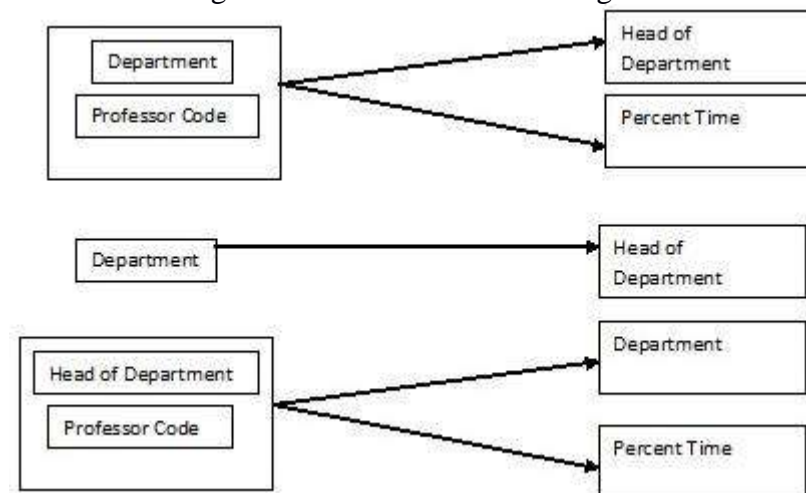 Department
Professor Code
Head of
Department
Percent Time
Department
Head of
Department
Head of Department
Professor Code
Department
Percent Time